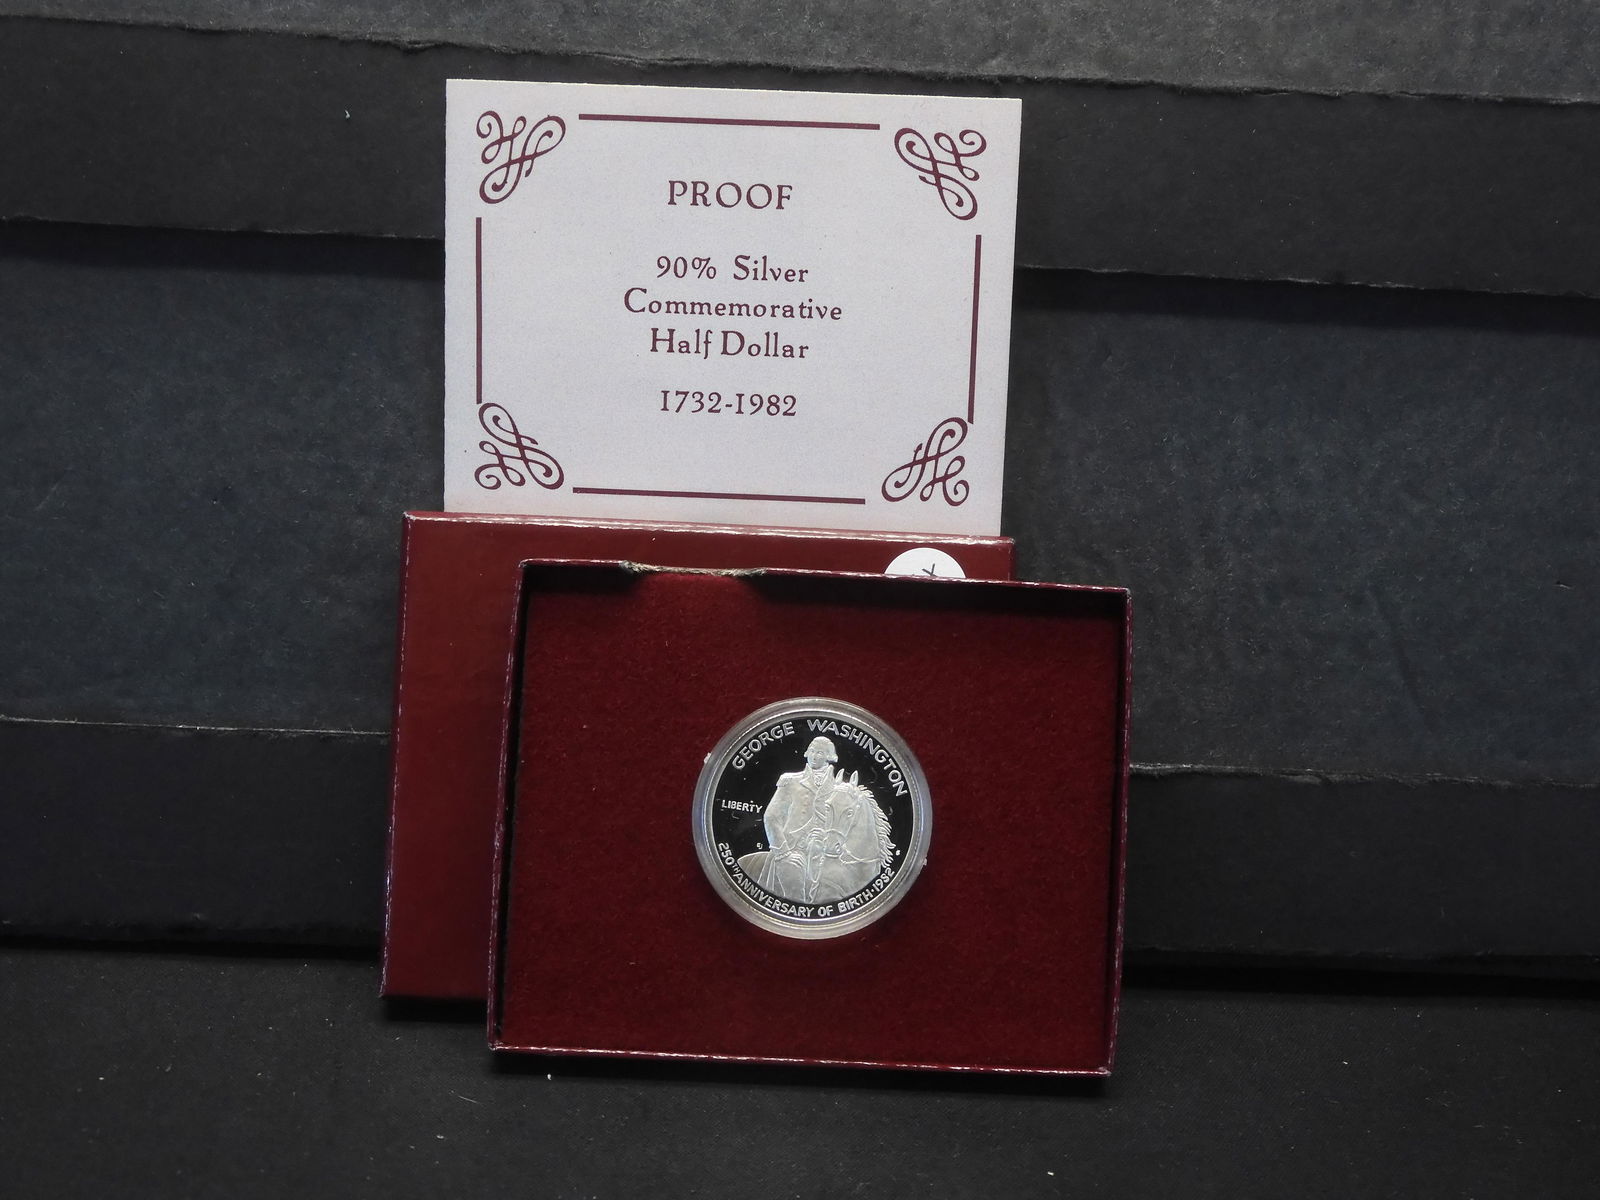 PROOF
90% Silver
Commemorative
Half Dollar
1732-1982
GEORGE WASHINGTON
LIBERTY
250TH ANNIVERSARY OF BIRTH·1982